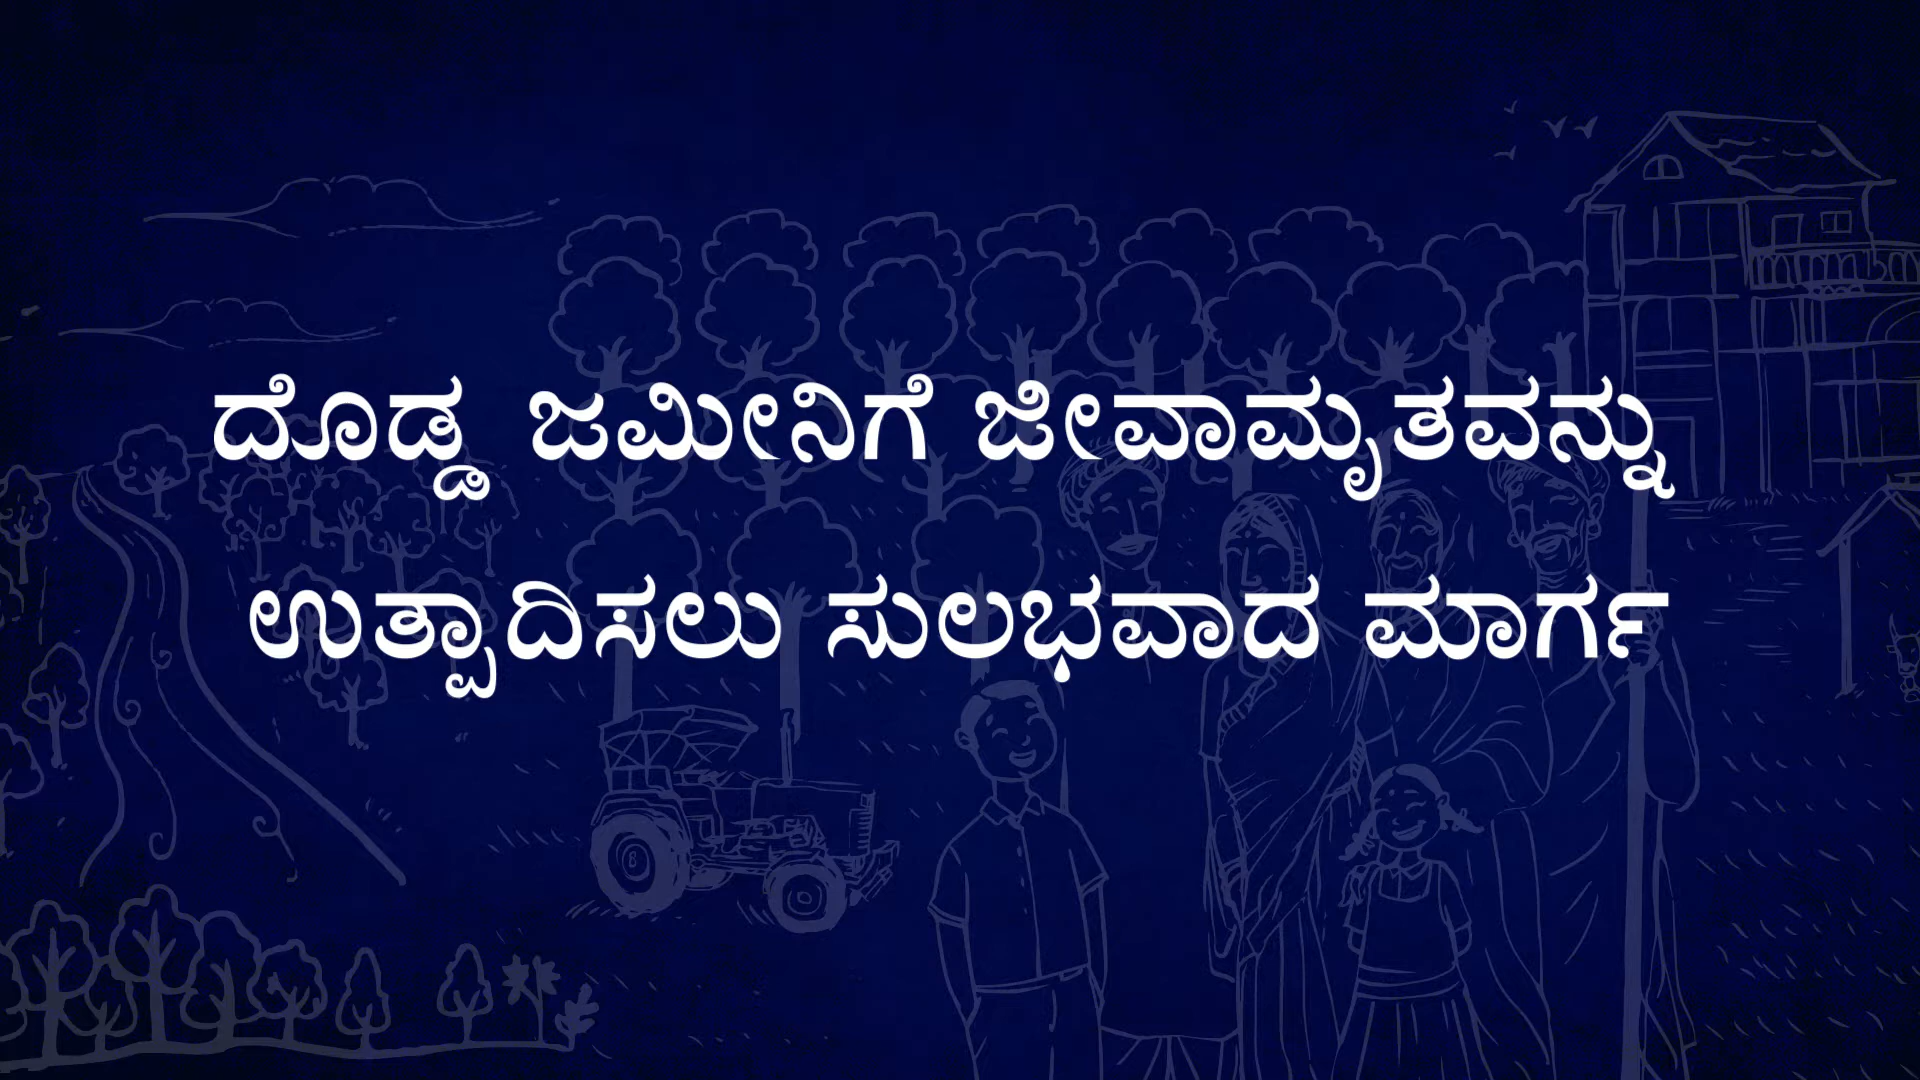 ದೊಡ್ಡ ಜಮೀನಿಗೆ ಜೀವಾಮೃತವನ್ನು
ಉತ್ಪಾದಿಸಲು ಸುಲಭವಾದ ಮಾರ್ಗ